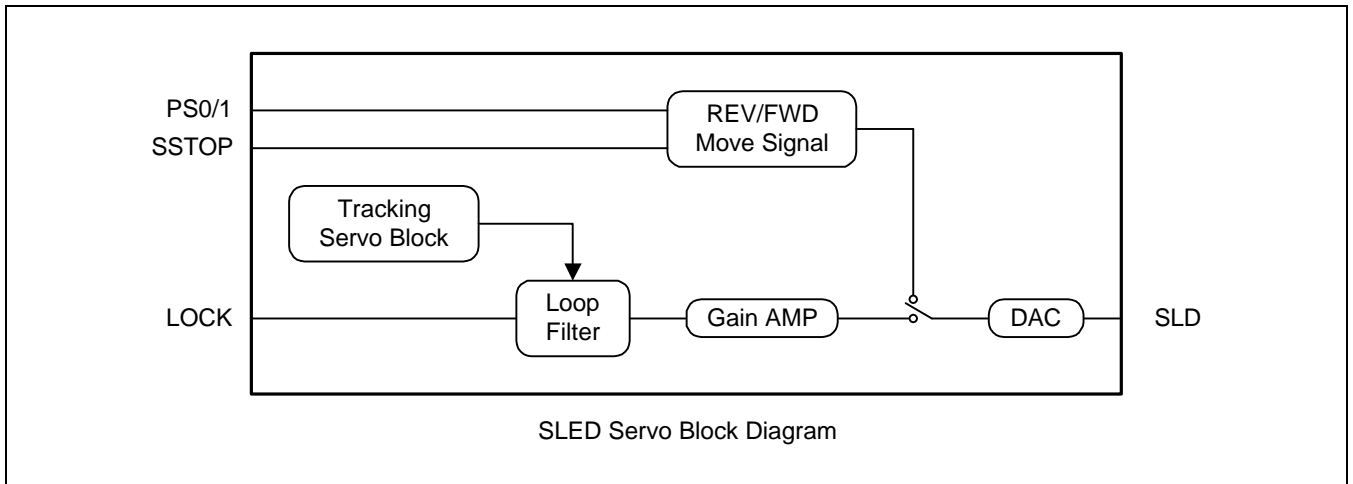 PS0/1
SSTOP
REV/FWD
Move Signal
Tracking
Servo Block
LOCK
Loop
Filter
Gain AMP
DAC
SLD
SLED Servo Block Diagram